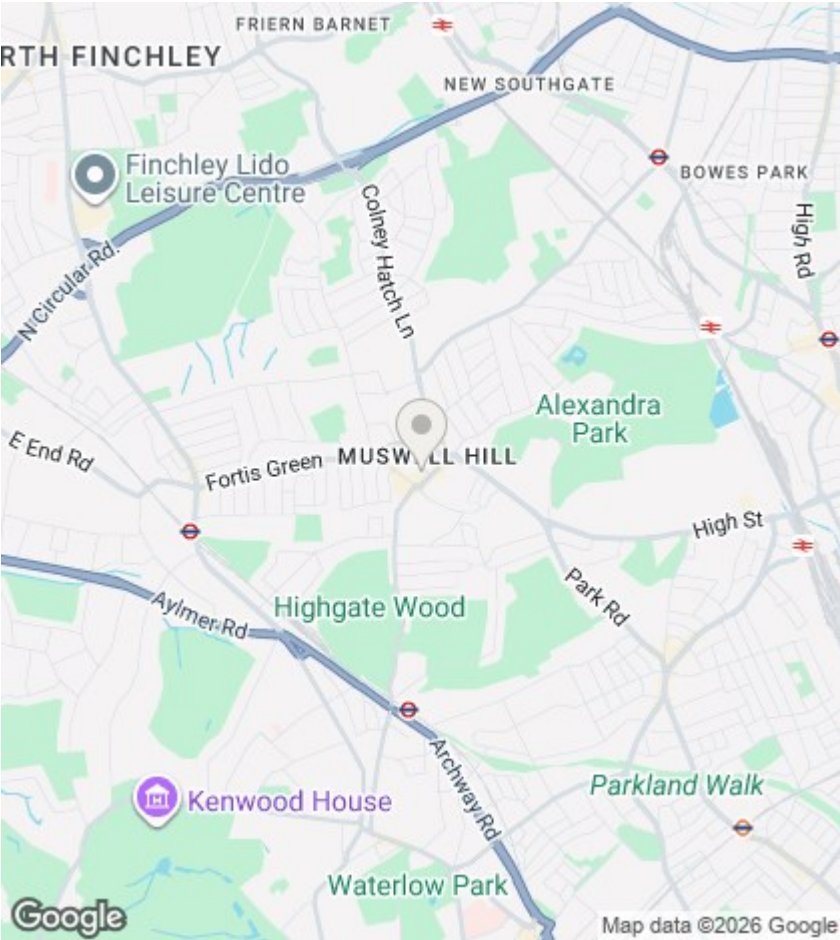 FRIERN BARNET
RTH FINCHLEY
NEW SOUTHGATE
Finchley Lido
Leisure Centre
BOWES PARK
Colney Hatch Ln
High Rd
N Circular Rd.
Alexandra
Park
E End Rd
Fortis Green
MUSWELL HILL
High St
Aylmer Rd
Highgate Wood
Park Rd
Archway Rd
Parkland Walk
Kenwood House
Waterlow Park
Google
Map data ©2026 Google